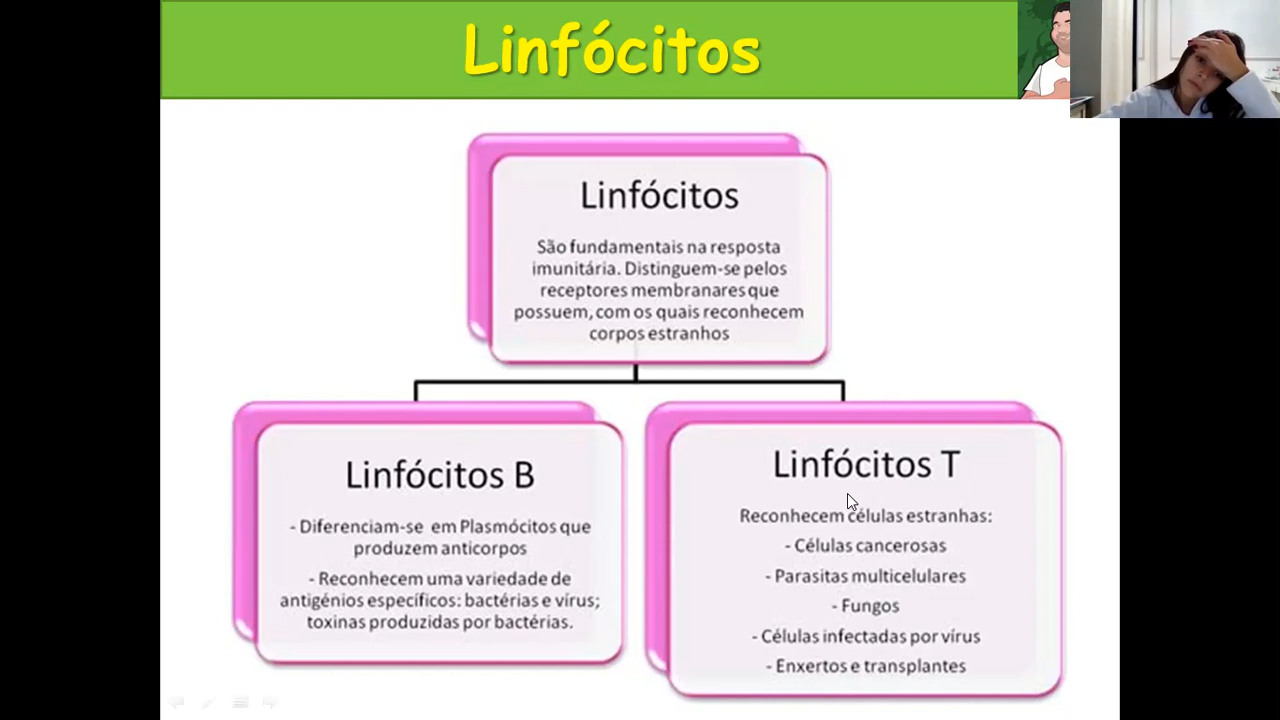 Linfócitos
Linfócitos
São fundamentais na resposta
imunitária. Distinguem-se pelos
receptores membranares que
possuem, com os quais reconhecem
corpos estranhos
Linfócitos B
- Diferenciam-se em Plasmócitos que
produzem anticorpos
- Reconhecem uma variedade de
antigénios específicos: bactérias e vírus;
toxinas produzidas por bactérias.
Linfócitos T
Reconhecem células estranhas:
- Células cancerosas
- Parasitas multicelulares
- Fungos
- Células infectadas por vírus
- Enxertos e transplantes